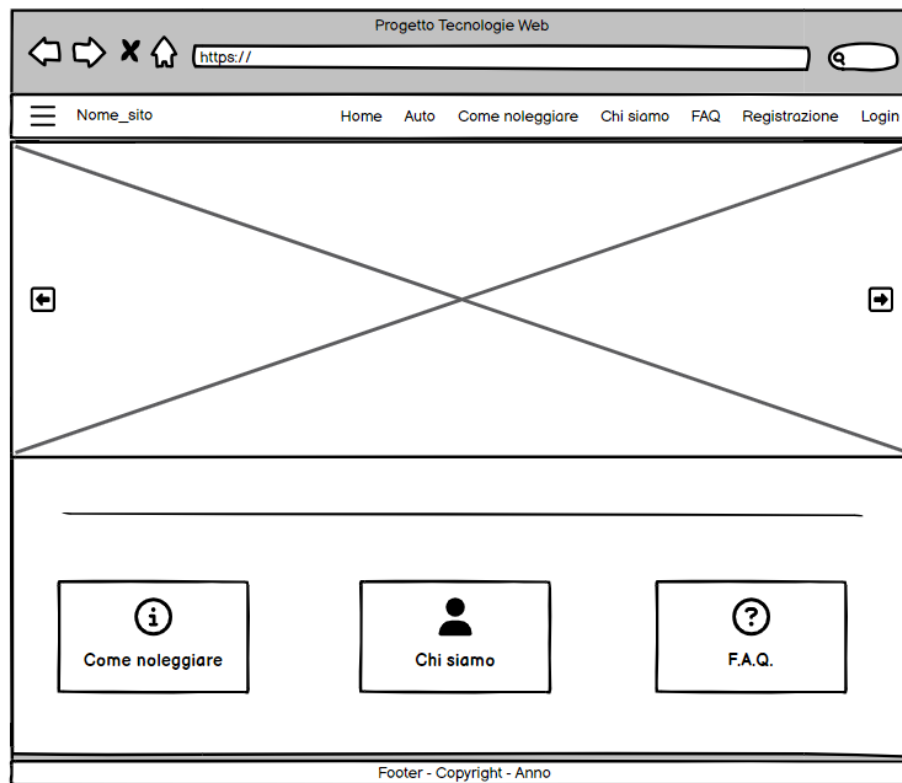 Progetto Tecnologie Web
https://
Nome_sito Home Auto Come noleggiare Chi siamo FAQ Registrazione Login
Come noleggiare Chi siamo F.A.Q.
Footer - Copyright - Anno